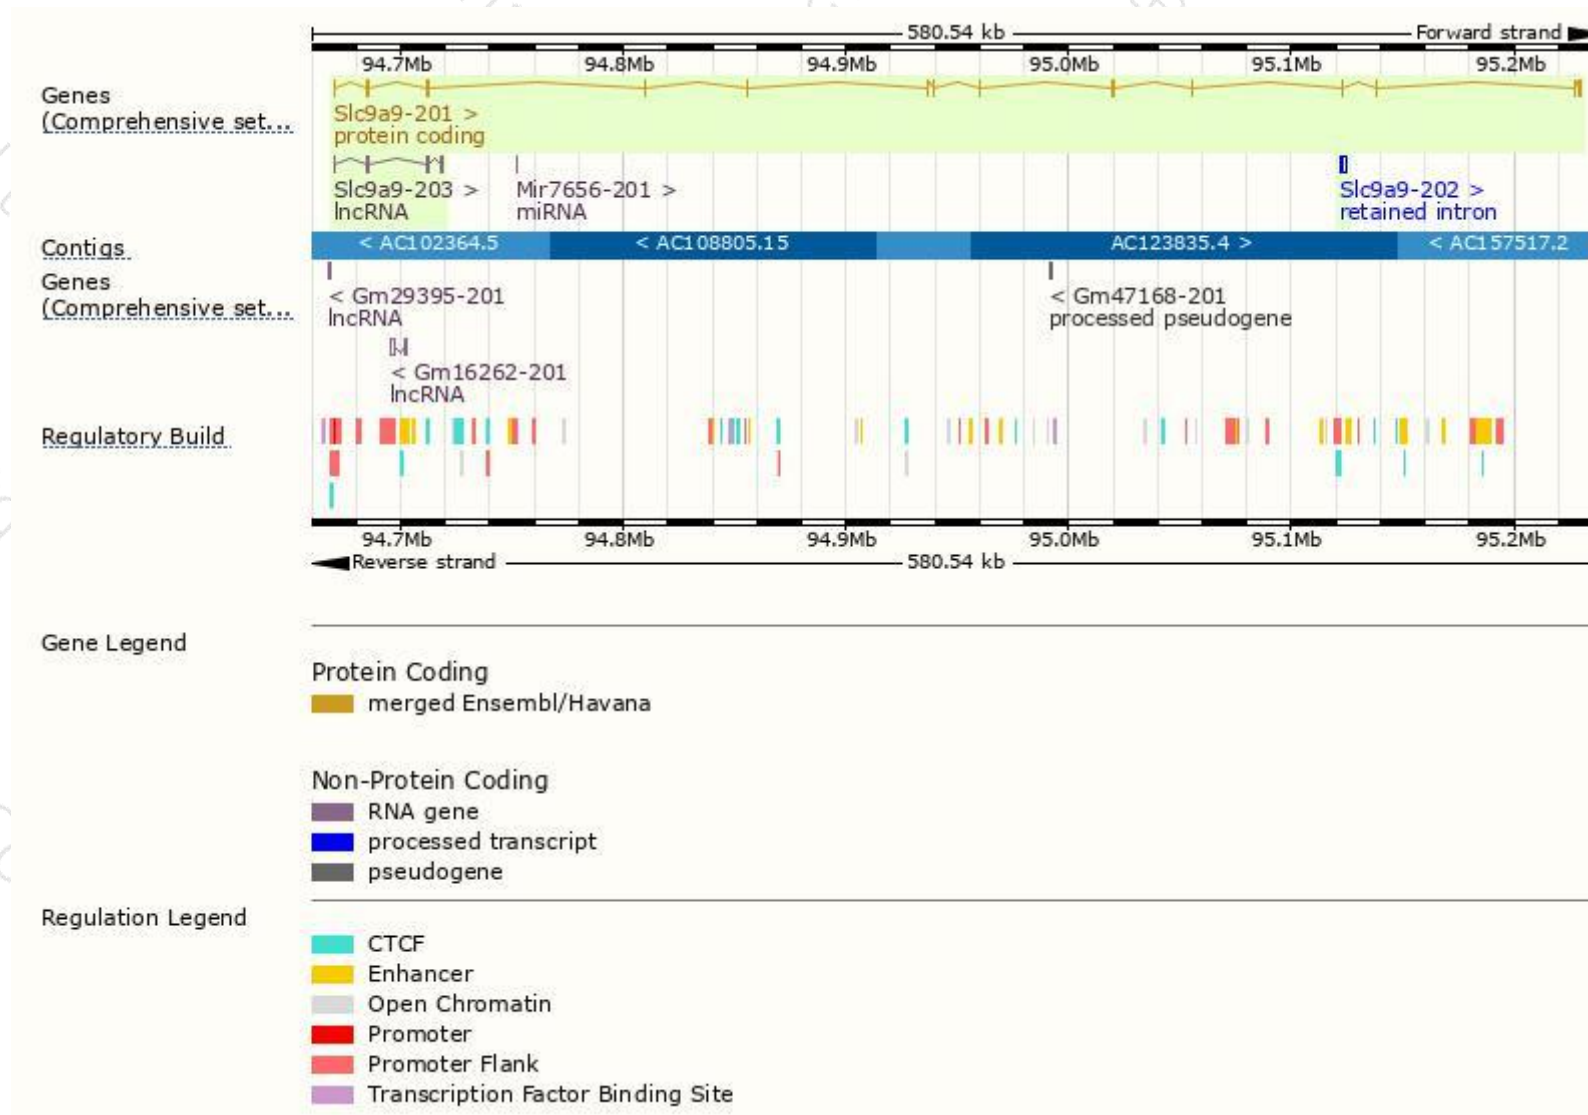 580.54 kb Forward strand
94.7Mb 94.8Mb 94.9Mb 95.0Mb 95.1Mb 95.2Mb
Genes
(Comprehensive set...
Slc9a9-201 >
protein coding
Slc9a9-203 > Mir7656-201 > Slc9a9-202 >
lncRNA miRNA retained intron
Contigs < AC102364.5 < AC108805.15 AC123835.4 > < AC157517.2
Genes
(Comprehensive set...
< Gm29395-201 < Gm47168-201
lncRNA processed pseudogene
< Gm16262-201
lncRNA
Regulatory Build
94.7Mb 94.8Mb 94.9Mb 95.0Mb 95.1Mb 95.2Mb
Reverse strand 580.54 kb
Gene Legend
Protein Coding
merged Ensembl/Havana
Non-Protein Coding
RNA gene
processed transcript
pseudogene
Regulation Legend
CTCF
Enhancer
Open Chromatin
Promoter
Promoter Flank
Transcription Factor Binding Site